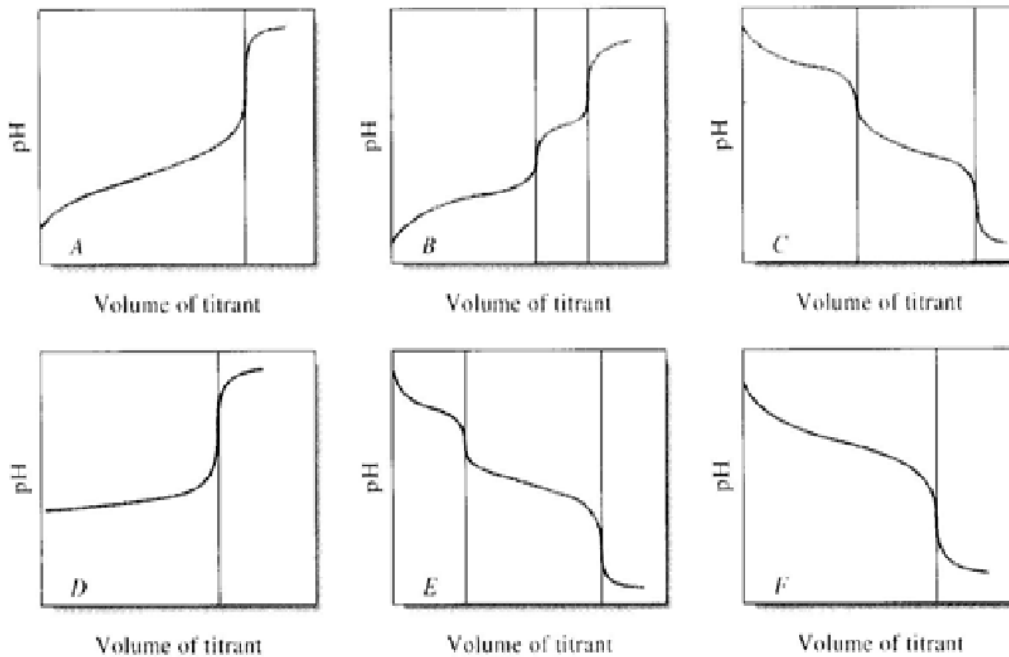 pH
A
Volume of titrant
pH
B
Volume of titrant
pH
C
Volume of titrant
pH
D
Volume of titrant
pH
E
Volume of titrant
pH
F
Volume of titrant